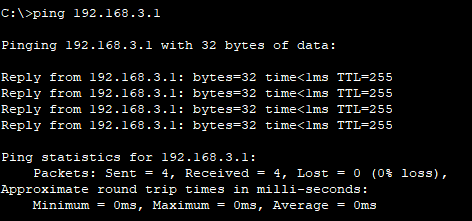 C:\>ping 192.168.3.1
Pinging 192.168.3.1 with 32 bytes of data:
Reply from 192.168.3.1: bytes=32 time<1ms TTL=255
Reply from 192.168.3.1: bytes=32 time<1ms TTL=255
Reply from 192.168.3.1: bytes=32 time<1ms TTL=255
Reply from 192.168.3.1: bytes=32 time<1ms TTL=255
Ping statistics for 192.168.3.1:
    Packets: Sent = 4, Received = 4, Lost = 0 (0% loss),
Approximate round trip times in milli-seconds:
    Minimum = 0ms, Maximum = 0ms, Average = 0ms